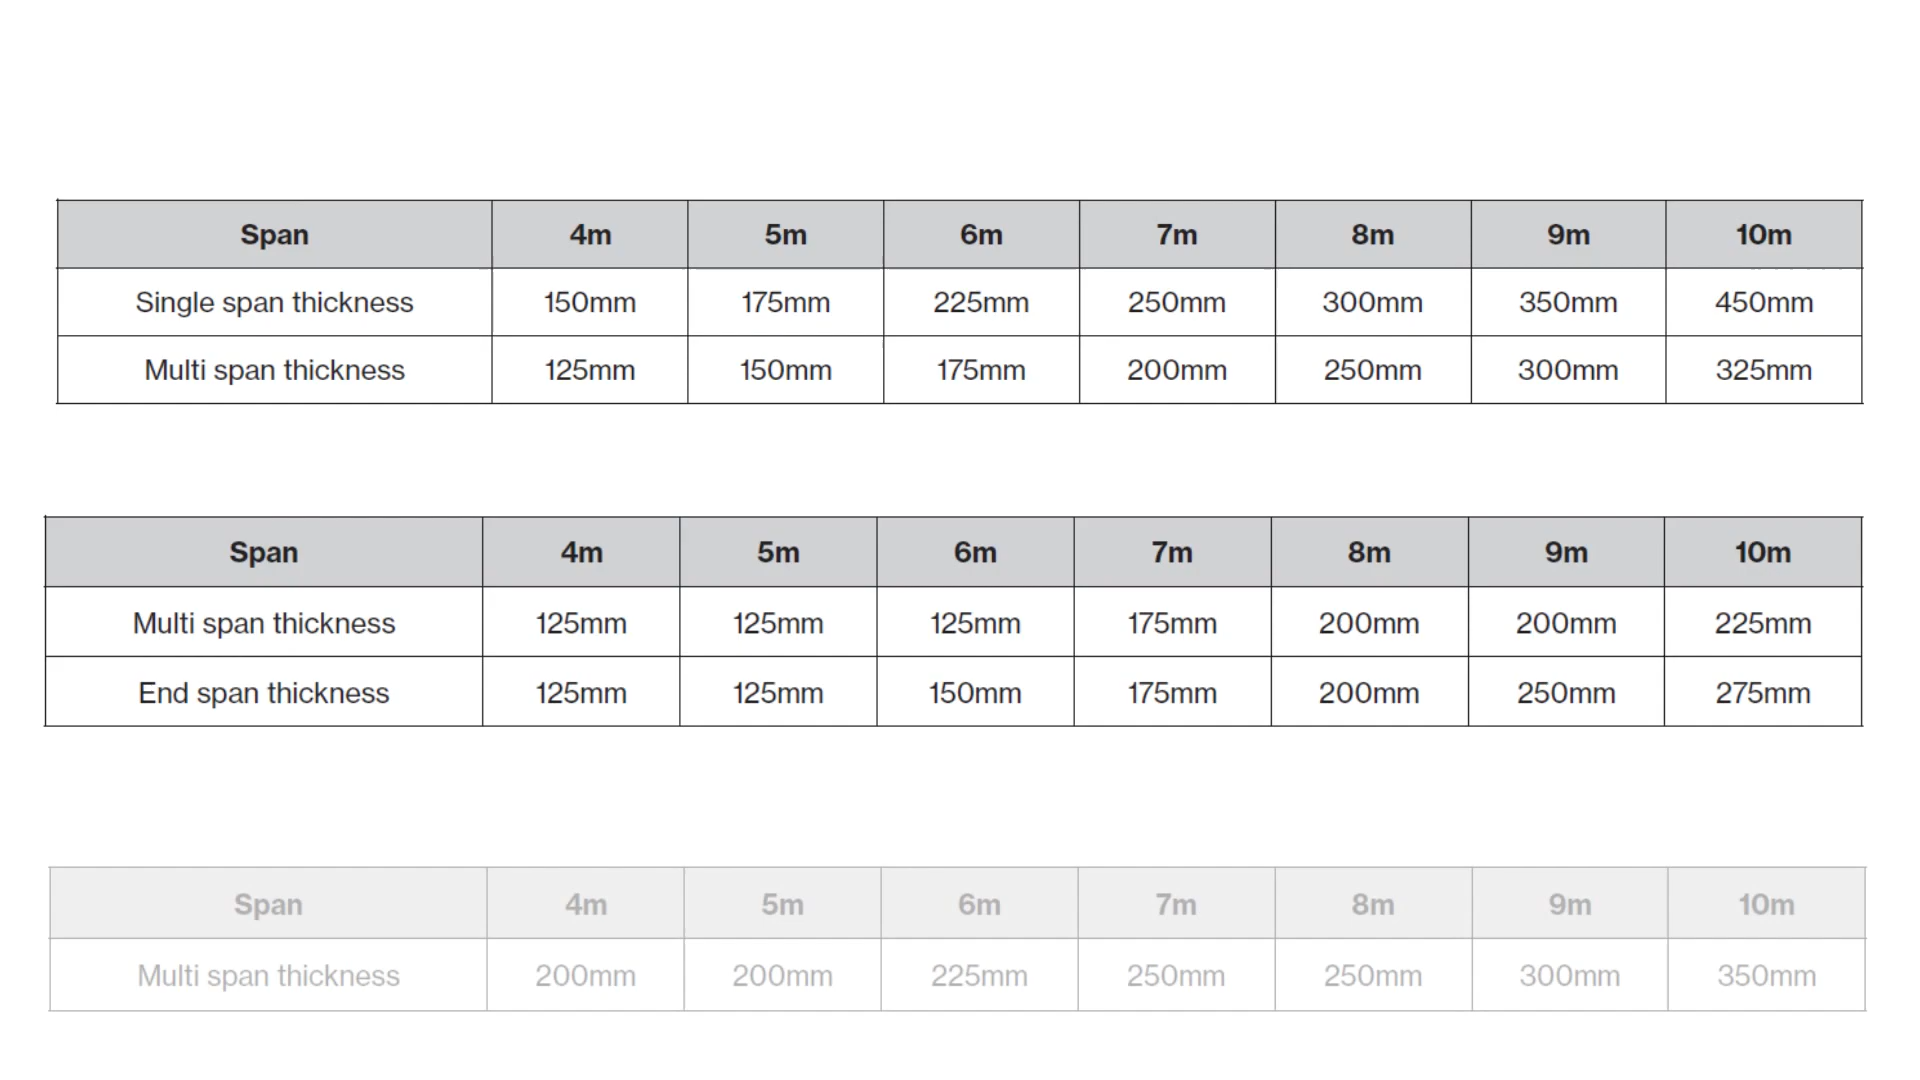 Span 4m 5m 6m 7m 8m 9m 10m
Single span thickness 150mm 175mm 225mm 250mm 300mm 350mm 450mm
Multi span thickness 125mm 150mm 175mm 200mm 250mm 300mm 325mm
Span 4m 5m 6m 7m 8m 9m 10m
Multi span thickness 125mm 125mm 125mm 175mm 200mm 200mm 225mm
End span thickness 125mm 125mm 150mm 175mm 200mm 250mm 275mm
Span 4m 5m 6m 7m 8m 9m 10m
Multi span thickness 200mm 200mm 225mm 250mm 250mm 300mm 350mm